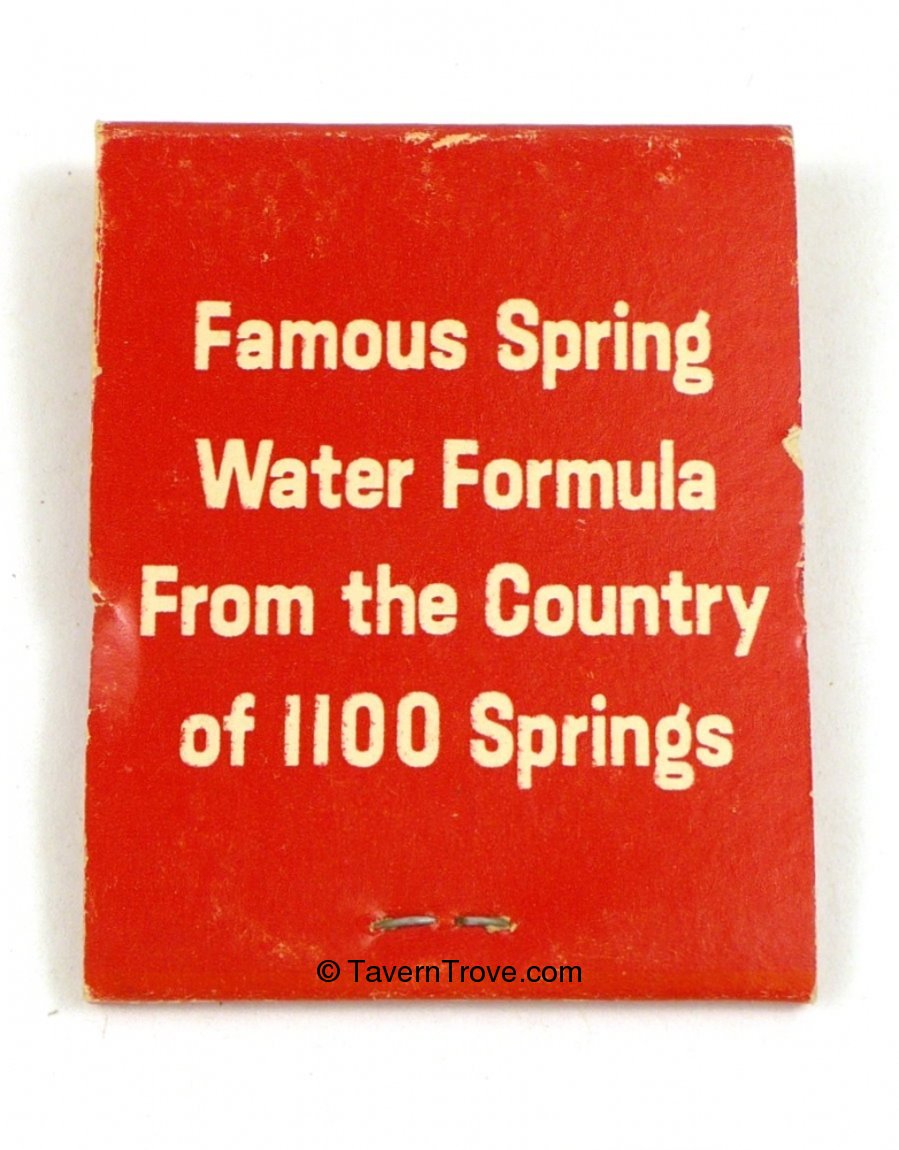 Famous Spring
Water Formula
From the Country
of 1100 Springs
© TavernTrove.com